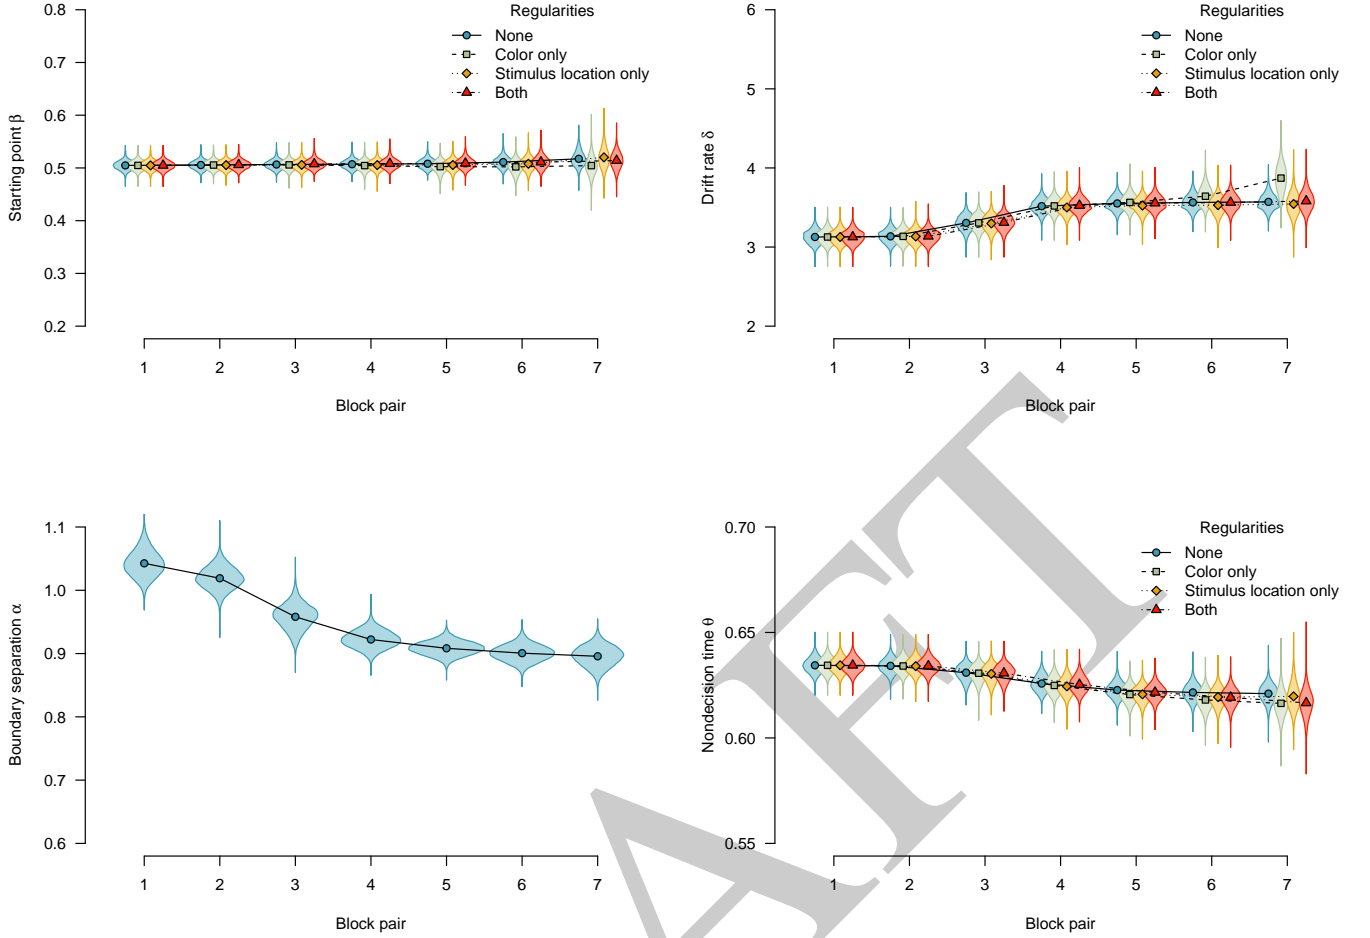 0.8
0.7
0.6
0.5
0.4
0.3
0.2
Starting point β
Regularities
None
Color only
Stimulus location only
Both
1 2 3 4 5 6 7
Block pair
6
5
4
3
2
Drift rate δ
Regularities
None
Color only
Stimulus location only
Both
1 2 3 4 5 6 7
Block pair
1.1
1.0
0.9
0.8
0.7
0.6
Boundary separation α
1 2 3 4 5 6 7
Block pair
0.70
0.65
0.60
0.55
Nondecision time θ
Regularities
None
Color only
Stimulus location only
Both
1 2 3 4 5 6 7
Block pair
AFT